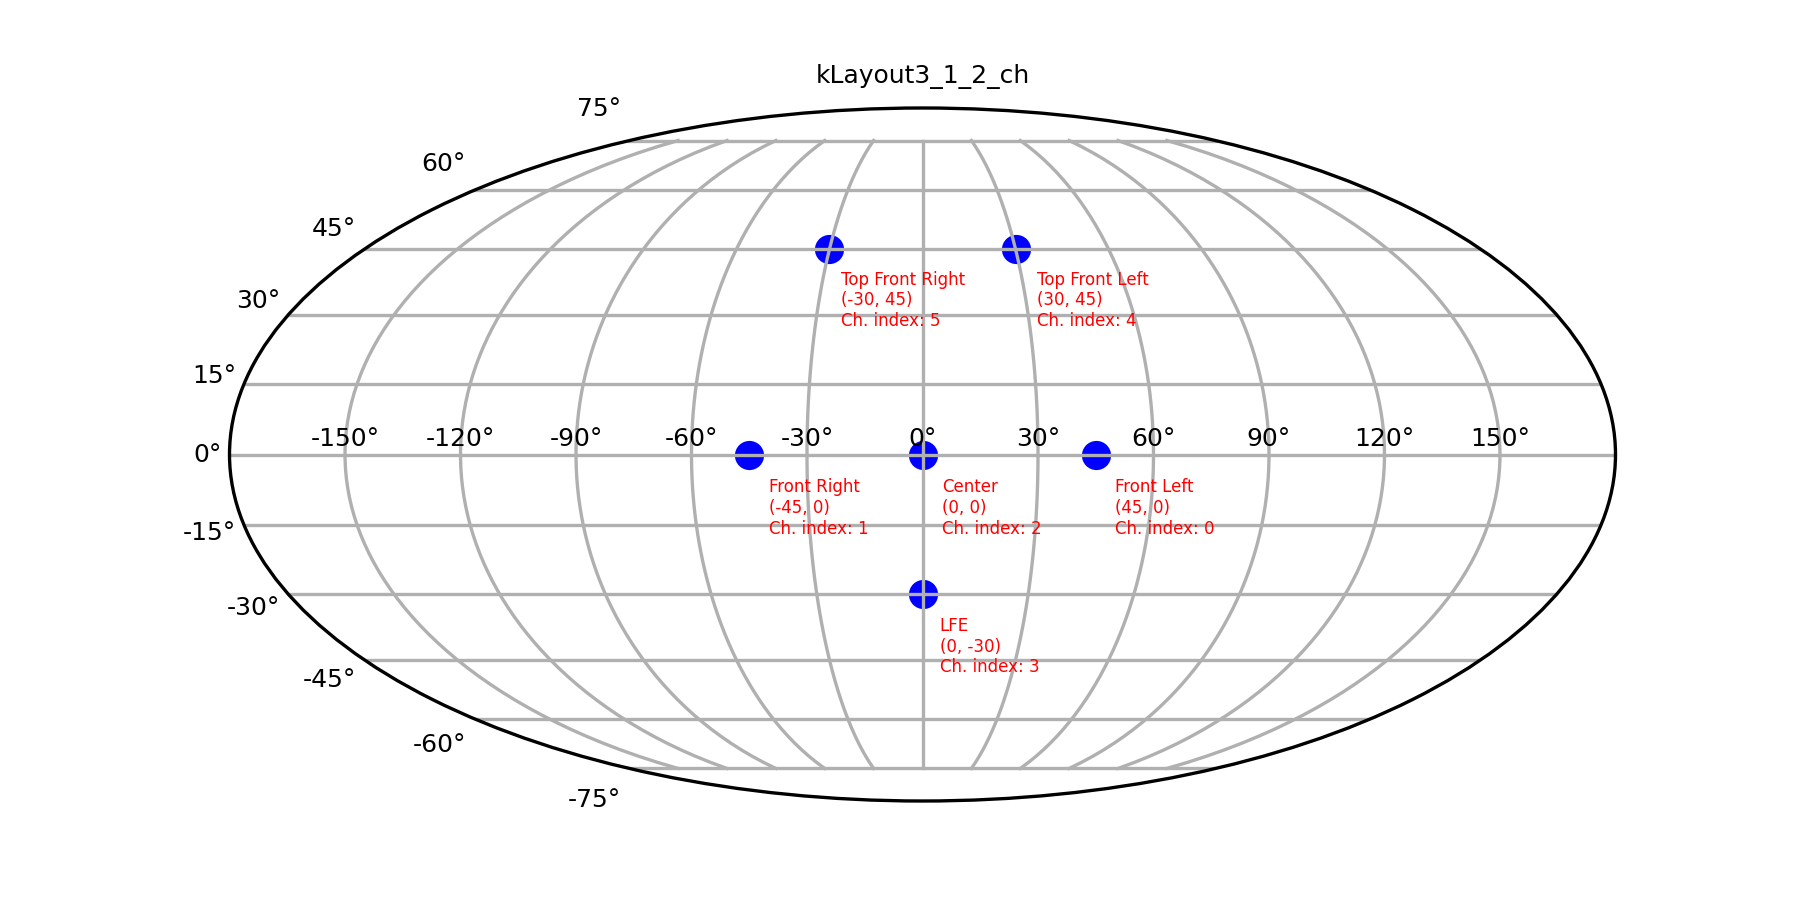 kLayout3_1_2_ch
75°
60°
45°
Top Front Right
(-30, 45)
Ch. index: 5
Top Front Left
(30, 45)
Ch. index: 4
30°
15°
-150°
-120°
-90°
-60°
-30°
0°
30°
60°
90°
120°
150°
0°
Front Right
(-45, 0)
Ch. index: 1
Center
(0, 0)
Ch. index: 2
Front Left
(45, 0)
Ch. index: 0
-15°
-30°
LFE
(0, -30)
Ch. index: 3
-45°
-60°
-75°